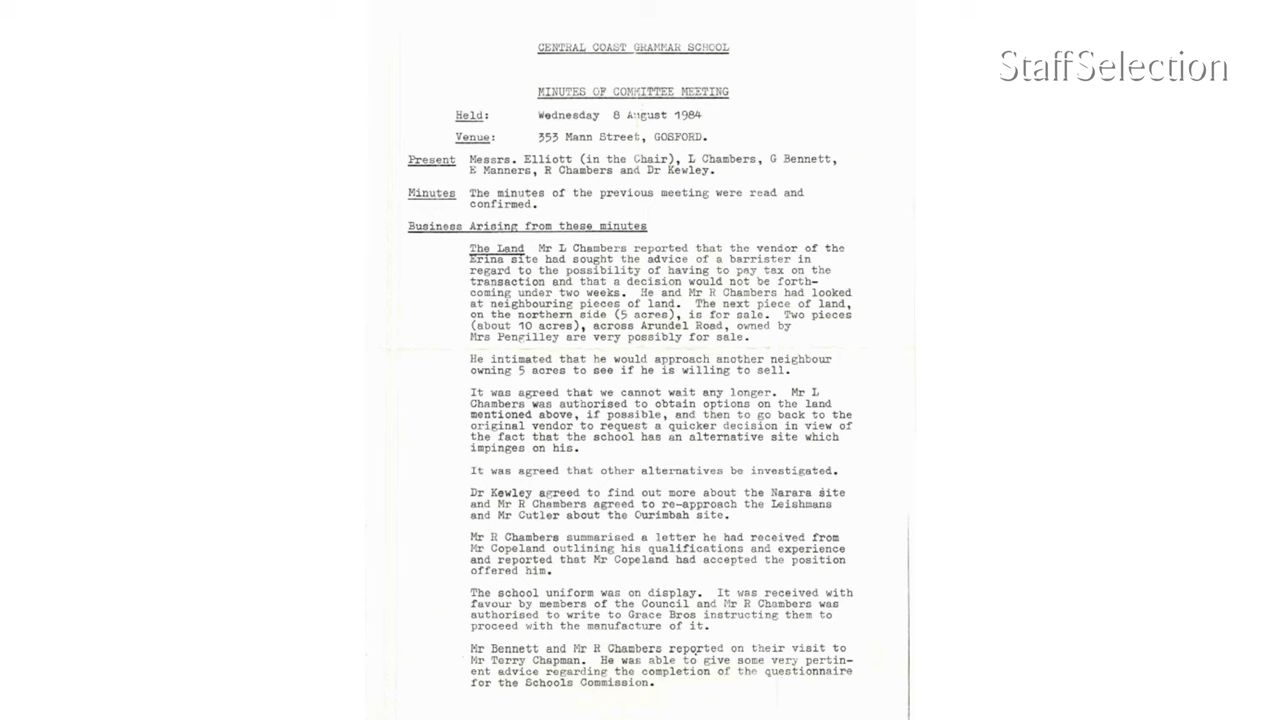 CENTRAL COAST GRAMMAR SCHOOL
StaffSelection
MINUTES OF COMMITTEE MEETING
Held: Wednesday 8 August 1984
Venue: 353 Mann Street, GOSFORD.
Present Messrs. Elliott (in the Chair), L Chambers, G Bennett,
E Manners, R Chambers and Dr Kewley.
Minutes The minutes of the previous meeting were read and
confirmed.
Business Arising from these minutes
The Land Mr L Chambers reported that the vendor of the
Erina site had sought the advice of a barrister in
regard to the possibility of having to pay tax on the
transaction and that a decision would not be forth-
coming under two weeks. He and Mr R Chambers had looked
at neighbouring pieces of land. The next piece of land,
on the northern side (5 acres), is for sale. Two pieces
(about 10 acres), across Arundel Road, owned by
Mrs Pengilley are very possibly for sale.
He intimated that he would approach another neighbour
owning 5 acres to see if he is willing to sell.
It was agreed that we cannot wait any longer. Mr L
Chambers was authorised to obtain options on the land
mentioned above, if possible, and then to go back to the
original vendor to request a quicker decision in view of
the fact that the school has an alternative site which
impinges on his.
It was agreed that other alternatives be investigated.
Dr Kewley agreed to find out more about the Narara site
and Mr R Chambers agreed to re-approach the Leishmans
and Mr Cutler about the Ourimbah site.
Mr R Chambers summarised a letter he had received from
Mr Copeland outlining his qualifications and experience
and reported that Mr Copeland had accepted the position
offered him.
The school uniform was on display. It was received with
favour by members of the Council and Mr R Chambers was
authorised to write to Grace Bros instructing them to
proceed with the manufacture of it.
Mr Bennett and Mr R Chambers reported on their visit to
Mr Terry Chapman. He was able to give some very pertin-
ent advice regarding the completion of the questionnaire
for the Schools Commission.